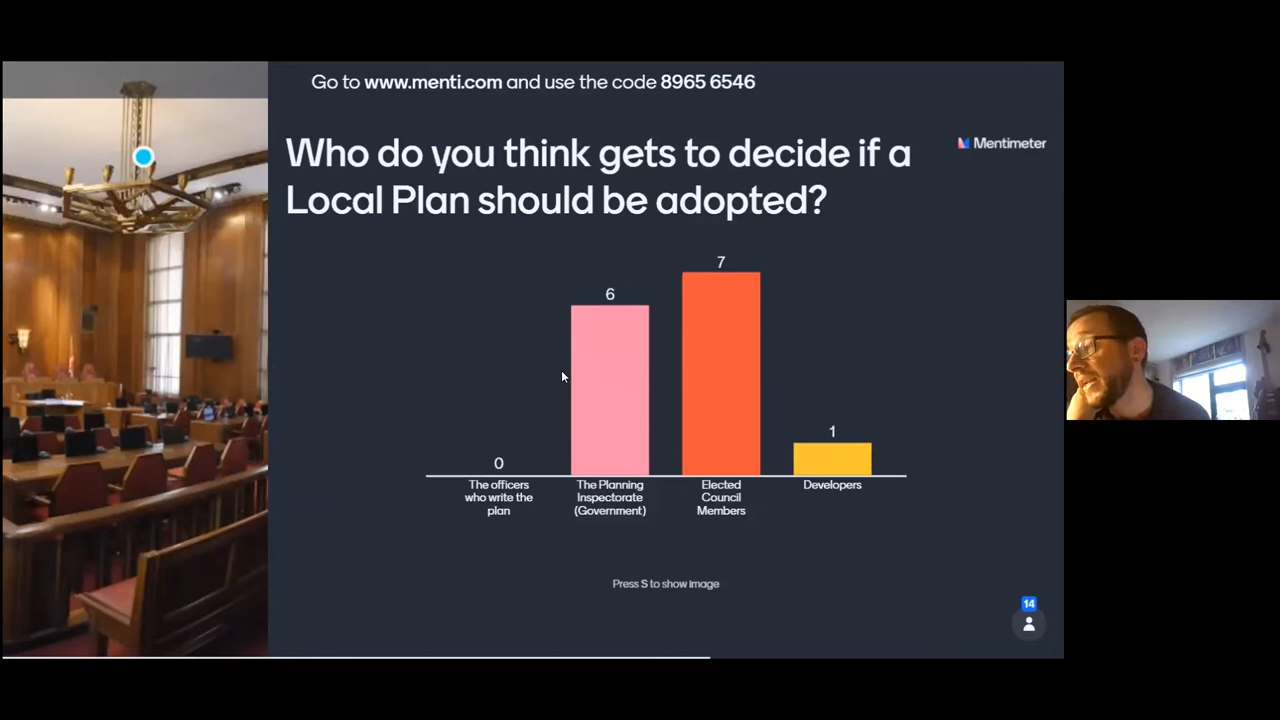 Go to www.menti.com and use the code 8965 6546
Who do you think gets to decide if a
Local Plan should be adopted?
Mentimeter
0
6
7
1
The officers
who write the
plan
The Planning
Inspectorate
(Government)
Elected
Council
Members
Developers
Press S to show image
14